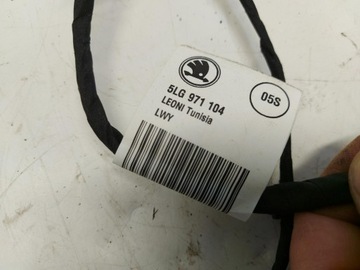 05S
5LG 971 104
LEONI Tunisia
LWY